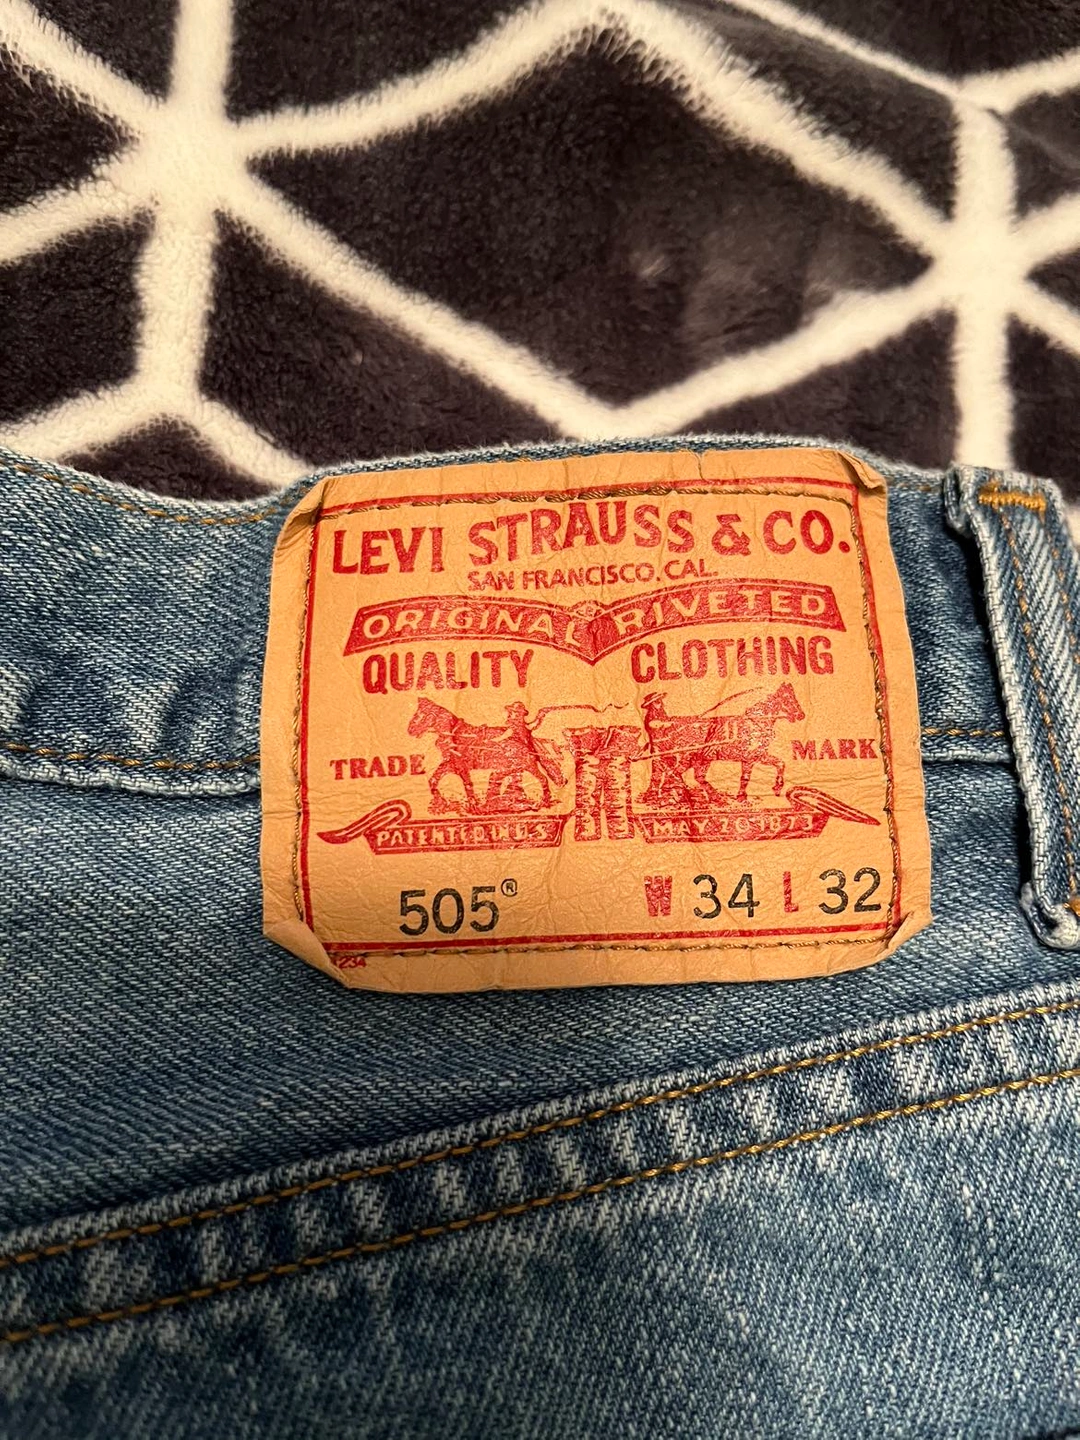 LEVI STRAUSS & CO.
SAN FRANCISCO, CAL.
ORIGINAL ® RIVETED
QUALITY CLOTHING
TRADE MARK
PATENTED IN U.S. MAY 20 1873
505® W 34 L 32
234